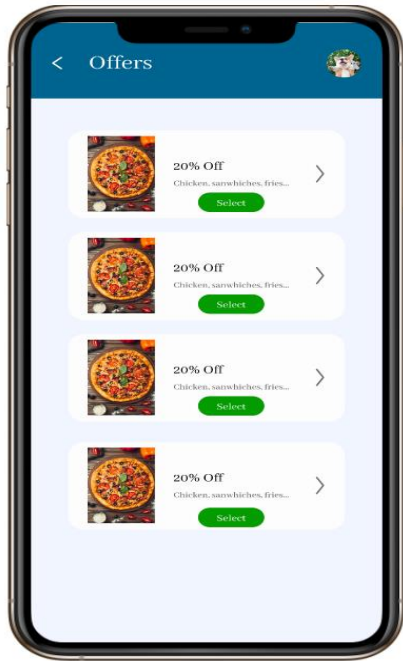 Offers
20% Off
Chicken, sanwhiches, fries...
Select
20% Off
Chicken, sanwhiches, fries...
Select
20% Off
Chicken, sanwhiches, fries...
Select
20% Off
Chicken, sanwhiches, fries...
Select